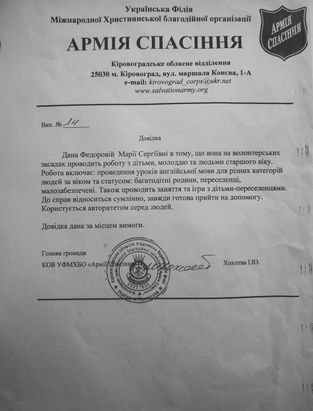 Українська Філія
Міжнародної Християнської благодійної організації
АРМІЯ СПАСІННЯ
АРМІЯ
СПАСІННЯ
Кіровоградське обласне відділення
25030 м. Кіровоград, вул. маршала Конєва, 1-А
e-mail: kirovograd_corps@ukr.net
www.salvationarmy.org
Вих. № 14
Довідка
Дана Федоровій Марії Сергіївні в тому, що вона на волонтерських
засадах проводить роботу з дітьми, молоддю та людьми старшого віку.
Робота включає: проведення уроків англійської мови для різних категорій
людей за віком та статусом: багатодітні родини, переселенці,
малозабезпечені. Також проводить заняття та ігри з дітьми-переселенцями.
До справ відноситься сумлінно, завжди готова прийти на допомогу.
Користується авторитетом серед людей.
Довідка дана за місцем вимоги.
Голова громади
КОВ УФМХБО «Армії Спасіння»
Хохотва І.Ю.